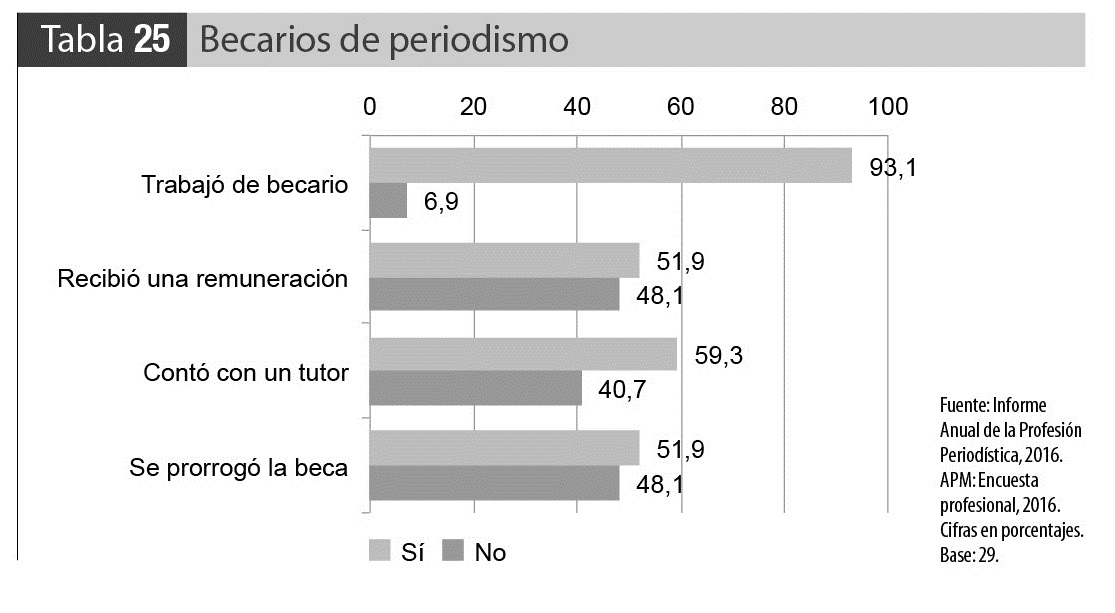 Tabla 25 Becarios de periodismo
0 20 40 60 80 100
Trabajó de becario
93,1
6,9
Recibió una remuneración
51,9
48,1
Contó con un tutor
59,3
40,7
Se prorrogó la beca
51,9
48,1
Sí No
Fuente: Informe
Anual de la Profesión
Periodística, 2016.
APM: Encuesta
profesional, 2016.
Cifras en porcentajes.
Base: 29.